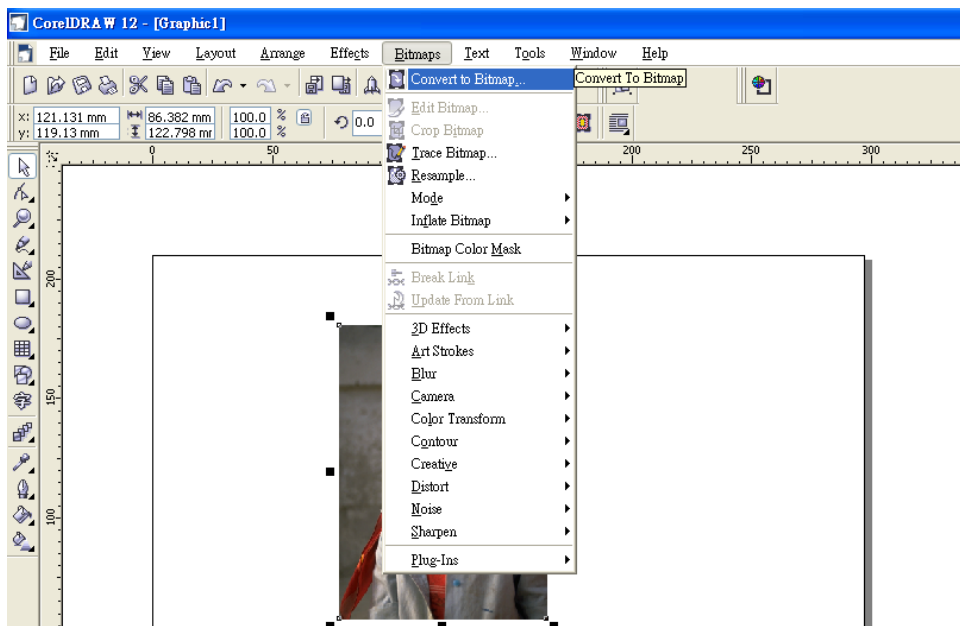 CorelDRAW 12 - [Graphic1]
File Edit View Layout Arrange Effects Bitmaps Text Tools Window Help
Convert to Bitmap...
Convert To Bitmap
x: 121.131 mm
y: 119.13 mm
86.382 mm
122.798 mr
100.0 %
100.0 %
0.0
Edit Bitmap...
Crop Bitmap
Trace Bitmap...
Resample...
Mode
Inflate Bitmap
Bitmap Color Mask
Break Link
Update From Link
3D Effects
Art Strokes
Blur
Camera
Color Transform
Contour
Creative
Distort
Noise
Sharpen
Plug-Ins
0 50 200 250 300
200
150
100
字